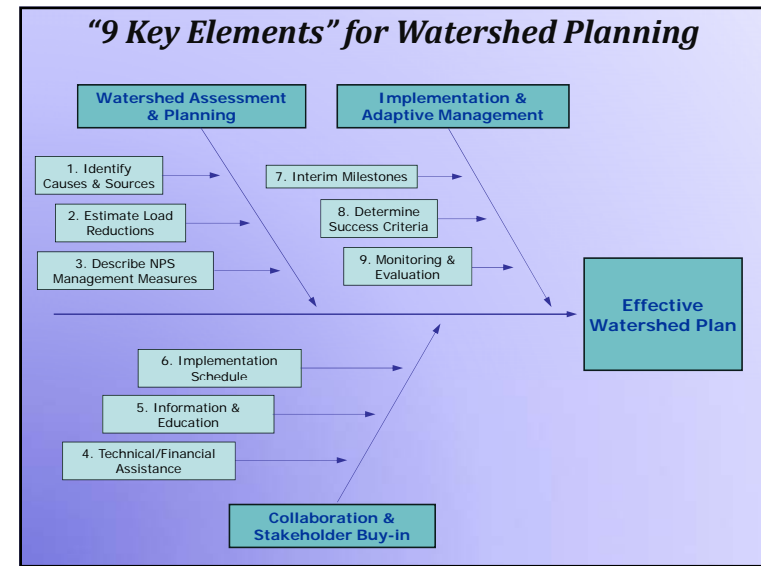 “9 Key Elements” for Watershed Planning
Watershed Assessment
& Planning
Implementation &
Adaptive Management
1. Identify
Causes & Sources
2. Estimate Load
Reductions
3. Describe NPS
Management Measures
7. Interim Milestones
8. Determine
Success Criteria
9. Monitoring &
Evaluation
Effective
Watershed Plan
6. Implementation
Schedule
5. Information &
Education
4. Technical/Financial
Assistance
Collaboration &
Stakeholder Buy-in